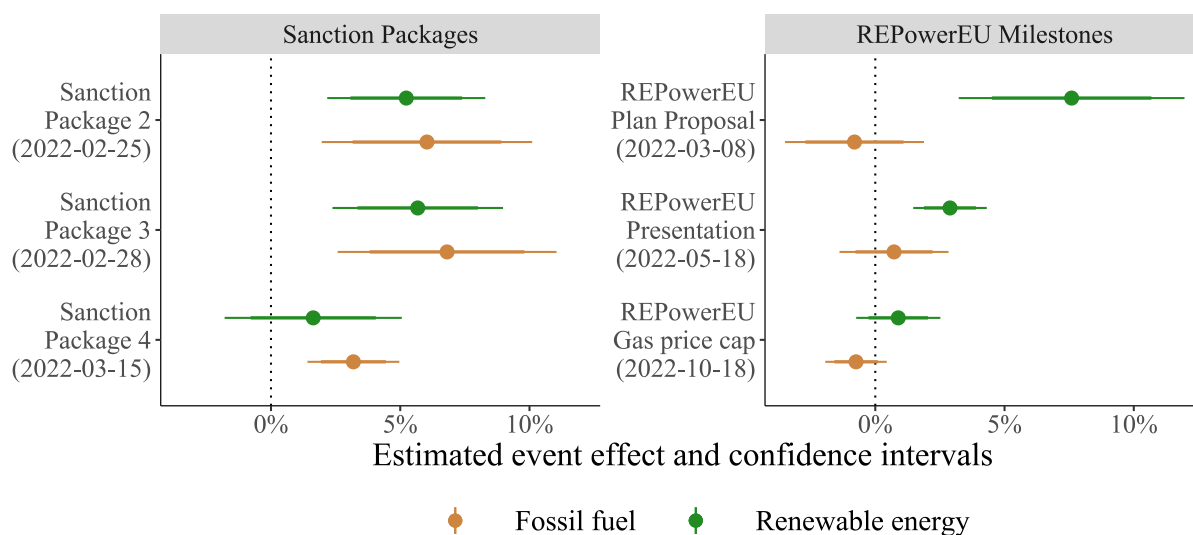 Sanction Packages
REPowerEU Milestones
Sanction
Package 2
(2022-02-25)
Sanction
Package 3
(2022-02-28)
Sanction
Package 4
(2022-03-15)
REPowerEU
Plan Proposal
(2022-03-08)
REPowerEU
Presentation
(2022-05-18)
REPowerEU
Gas price cap
(2022-10-18)
0% 5% 10%
0% 5% 10%
Estimated event effect and confidence intervals
Fossil fuel Renewable energy